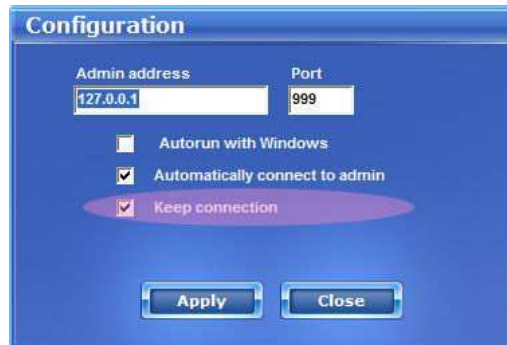 Configuration
Admin address Port
127.0.0.1 999
Autorun with Windows
Automatically connect to admin
Keep connection
Apply Close